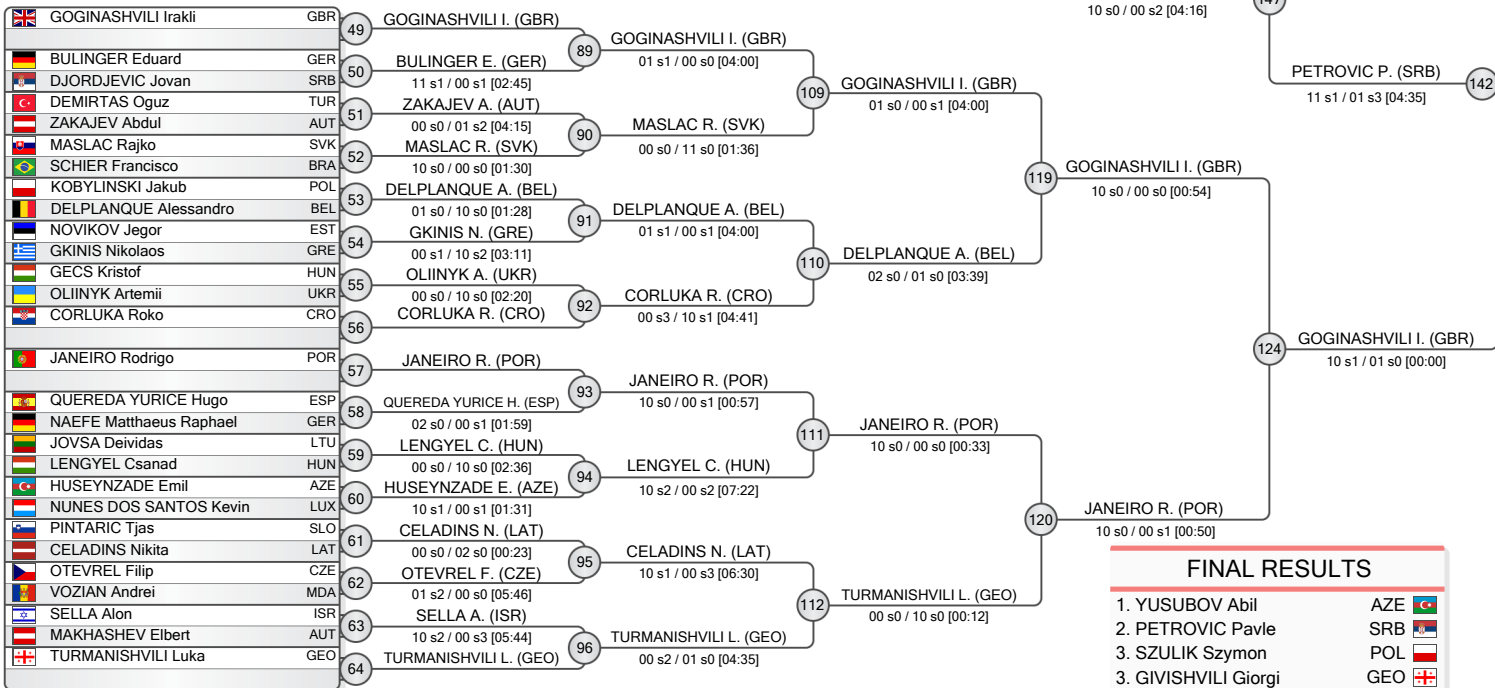 GOGINASHVILI Irakli GBR
BULINGER Eduard GER
DJORDJEVIC Jovan SRB
DEMIRTAS Oguz TUR
ZAKAJEV Abdul AUT
MASLAC Rajko SVK
SCHIER Francisco BRA
KOBYLINSKI Jakub POL
DELPLANQUE Alessandro BEL
NOVIKOV Jegor EST
GKINIS Nikolaos GRE
GECS Kristof HUN
OLIINYK Artemii UKR
CORLUKA Roko CRO
JANEIRO Rodrigo POR
QUEREDA YURICE Hugo ESP
NAEFE Matthaeus Raphael GER
JOVSA Deividas LTU
LENGYEL Csanad HUN
HUSEYNZADE Emil AZE
NUNES DOS SANTOS Kevin LUX
PINTARIC Tjas SLO
CELADINS Nikita LAT
OTEVREL Filip CZE
VOZIAN Andrei MDA
SELLA Alon ISR
MAKHASHEV Elbert AUT
TURMANISHVILI Luka GEO
49
GOGINASHVILI I. (GBR)
50
BULINGER E. (GER)
11 s1 / 00 s1 [02:45]
51
ZAKAJEV A. (AUT)
00 s0 / 01 s2 [04:15]
52
MASLAC R. (SVK)
10 s0 / 00 s0 [01:30]
53
DELPLANQUE A. (BEL)
01 s0 / 10 s0 [01:28]
54
GKINIS N. (GRE)
00 s1 / 10 s2 [03:11]
55
OLIINYK A. (UKR)
00 s0 / 10 s0 [02:20]
56
CORLUKA R. (CRO)
57
JANEIRO R. (POR)
58
QUEREDA YURICE H. (ESP)
02 s0 / 00 s1 [01:59]
59
LENGYEL C. (HUN)
00 s0 / 10 s0 [02:36]
60
HUSEYNZADE E. (AZE)
10 s1 / 00 s1 [01:31]
61
CELADINS N. (LAT)
00 s0 / 02 s0 [00:23]
62
OTEVREL F. (CZE)
01 s2 / 00 s0 [05:46]
63
SELLA A. (ISR)
10 s2 / 00 s3 [05:44]
64
TURMANISHVILI L. (GEO)
89
GOGINASHVILI I. (GBR)
01 s1 / 00 s0 [04:00]
90
MASLAC R. (SVK)
00 s0 / 11 s0 [01:36]
91
DELPLANQUE A. (BEL)
01 s1 / 00 s1 [04:00]
92
CORLUKA R. (CRO)
00 s3 / 10 s1 [04:41]
93
JANEIRO R. (POR)
10 s0 / 00 s1 [00:57]
94
LENGYEL C. (HUN)
10 s2 / 00 s2 [07:22]
95
CELADINS N. (LAT)
10 s1 / 00 s3 [06:30]
96
TURMANISHVILI L. (GEO)
00 s2 / 01 s0 [04:35]
109
GOGINASHVILI I. (GBR)
01 s0 / 00 s1 [04:00]
110
DELPLANQUE A. (BEL)
02 s0 / 01 s0 [03:39]
111
JANEIRO R. (POR)
10 s0 / 00 s0 [00:33]
112
TURMANISHVILI L. (GEO)
00 s0 / 10 s0 [00:12]
119
GOGINASHVILI I. (GBR)
10 s0 / 00 s0 [00:54]
120
JANEIRO R. (POR)
10 s0 / 00 s1 [00:50]
124
GOGINASHVILI I. (GBR)
10 s1 / 01 s0 [00:00]
10 s0 / 00 s2 [04:16]
PETROVIC P. (SRB)
11 s1 / 01 s3 [04:35]
142
FINAL RESULTS
1. YUSUBOV Abil AZE
2. PETROVIC Pavle SRB
3. SZULIK Szymon POL
3. GIVISHVILI Giorgi GEO